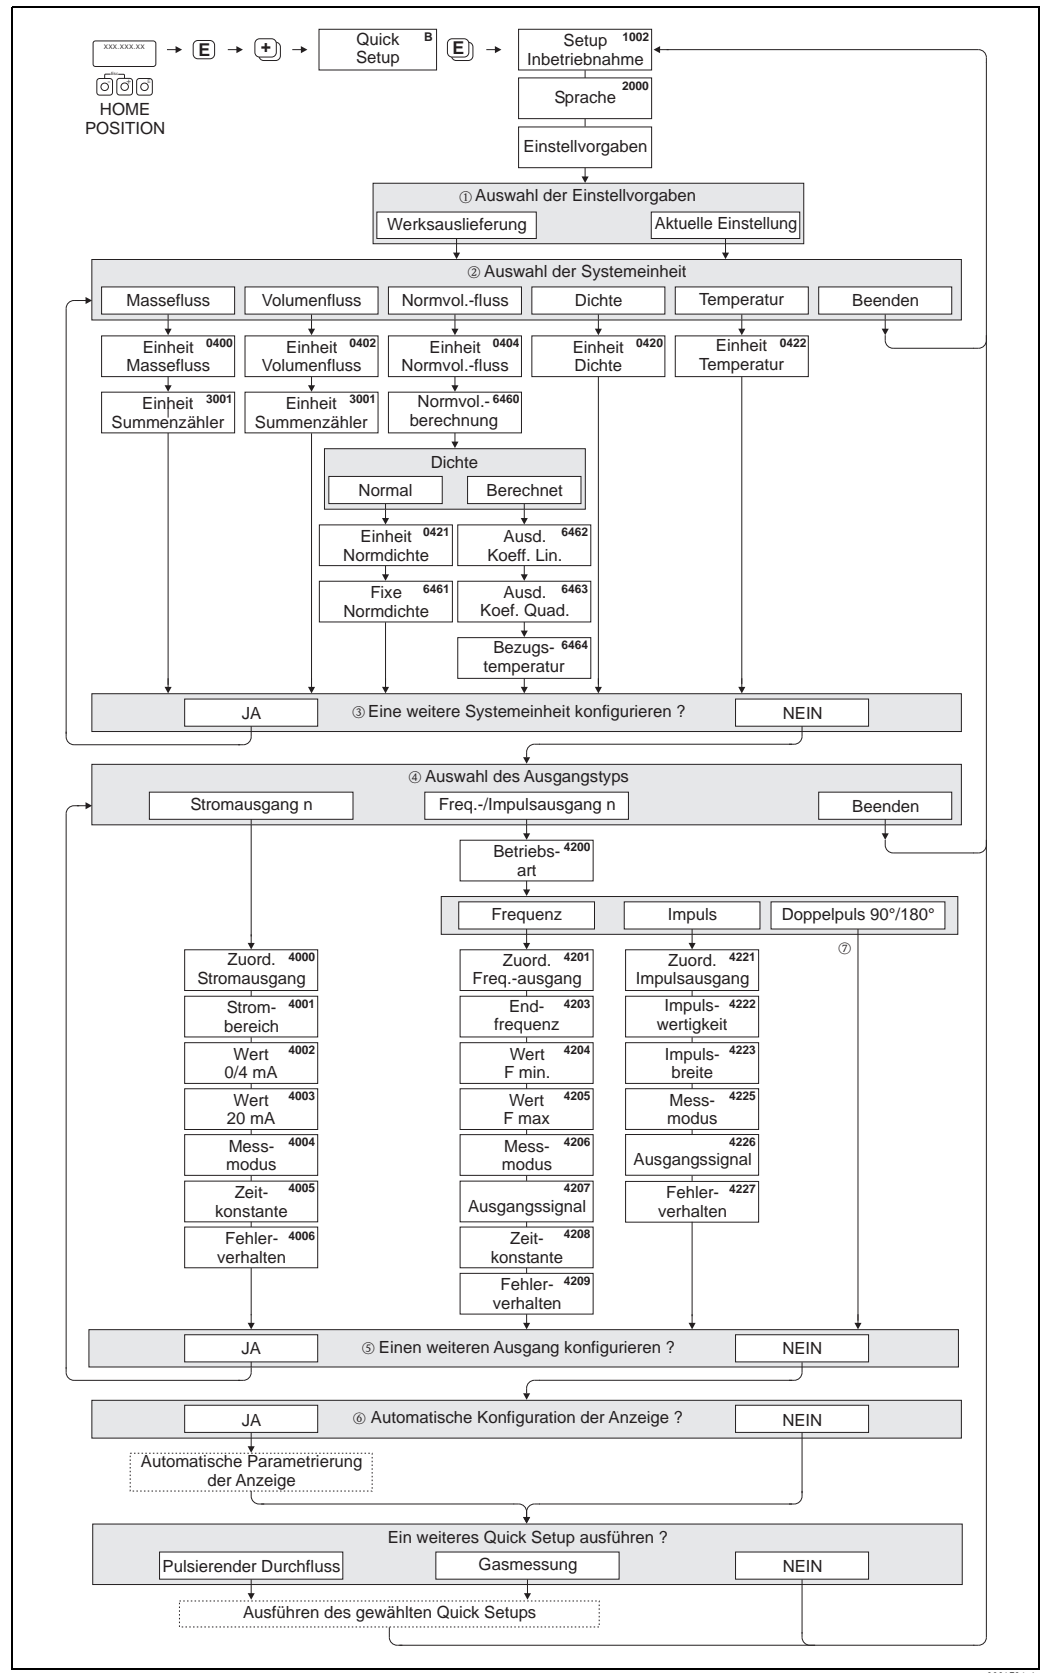 xxx.xxx.xx
Esc
E
+
Quick
Setup
B
E
Setup
Inbetriebnahme
1002
HOME
POSITION
Sprache
2000
Einstellvorgaben
① Auswahl der Einstellvorgaben
Werksauslieferung
Aktuelle Einstellung
② Auswahl der Systemeinheit
Massefluss
Volumenfluss
Normvol.-fluss
Dichte
Temperatur
Beenden
Einheit 0400
Massefluss
Einheit 0402
Volumenfluss
Einheit 0404
Normvol.-fluss
Einheit 0420
Dichte
Einheit 0422
Temperatur
Einheit 3001
Summenzähler
Einheit 3001
Summenzähler
Normvol.- 6460
berechnung
Dichte
Normal
Berechnet
Einheit 0421
Normdichte
Ausd. 6462
Koeff. Lin.
Fixe 6461
Normdichte
Ausd. 6463
Koef. Quad.
Bezugs- 6464
temperatur
JA
③ Eine weitere Systemeinheit konfigurieren ?
NEIN
④ Auswahl des Ausgangstyps
Stromausgang n
Freq.-/Impulsausgang n
Beenden
Betriebs- 4200
art
Frequenz
Impuls
Doppelpuls 90°/180°
⑦
Zuord. 4000
Stromausgang
Zuord. 4201
Freq.-ausgang
Zuord. 4221
Impulsausgang
Strom- 4001
bereich
End- 4203
frequenz
Impuls- 4222
wertigkeit
Wert 4002
0/4 mA
Wert 4204
F min.
Impuls- 4223
breite
Wert 4003
20 mA
Wert 4205
F max
Mess- 4225
modus
Mess- 4004
modus
Mess- 4206
modus
4226
Ausgangssignal
Zeit- 4005
konstante
4207
Ausgangssignal
Fehler- 4227
verhalten
Fehler- 4006
verhalten
Zeit- 4208
konstante
Fehler- 4209
verhalten
JA
⑤ Einen weiteren Ausgang konfigurieren ?
NEIN
JA
⑥ Automatische Konfiguration der Anzeige ?
NEIN
Automatische Parametrierung
der Anzeige
Ein weiteres Quick Setup ausführen ?
Pulsierender Durchfluss
Gasmessung
NEIN
Ausführen des gewählten Quick Setups